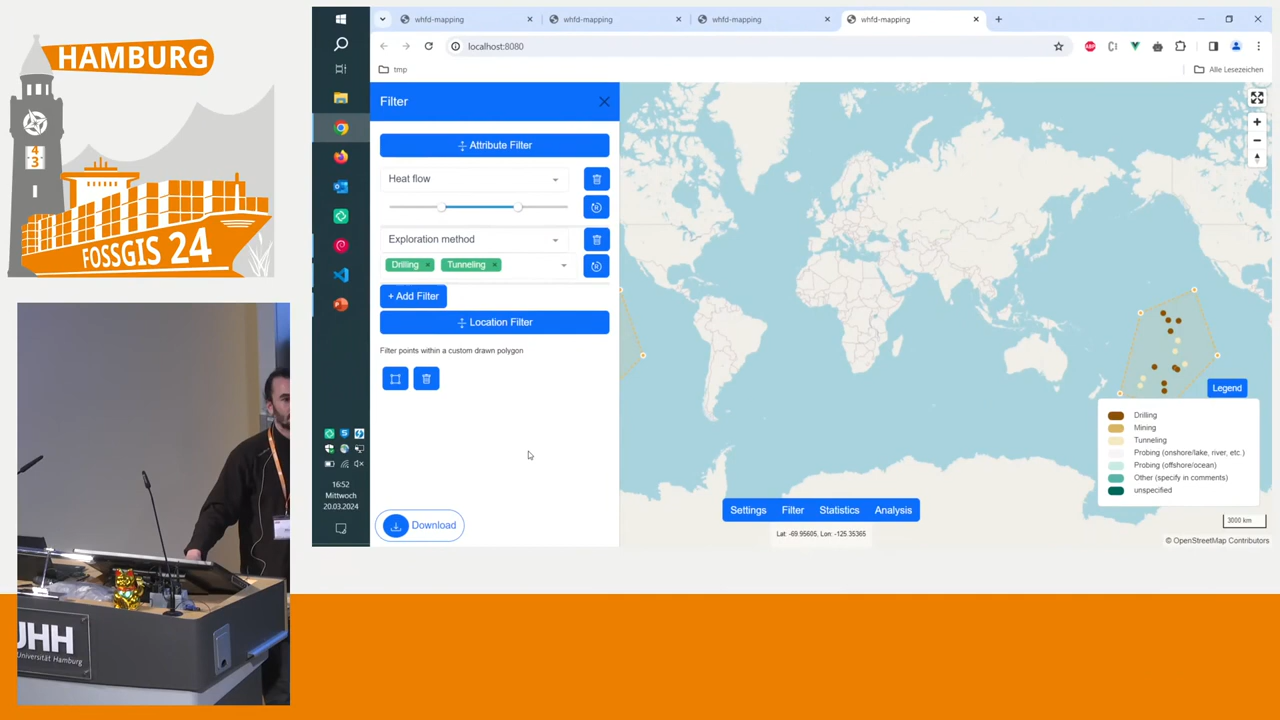 HAMBURG
4
3
FOSSGIS 24
UHH
Universität Hamburg
whfd-mapping
whfd-mapping
whfd-mapping
whfd-mapping
localhost:8080
tmp
Alle Lesezeichen
Filter
Attribute Filter
Heat flow
Exploration method
Drilling
Tunneling
+ Add Filter
Location Filter
Filter points within a custom drawn polygon
Download
16:52
Mittwoch
20.03.2024
Legend
Drilling
Mining
Tunneling
Probing (onshore/lake, river, etc.)
Probing (offshore/ocean)
Other (specify in comments)
unspecified
Settings
Filter
Statistics
Analysis
Lat: -69.95605, Lon: -125.35365
3000 km
© OpenStreetMap Contributors